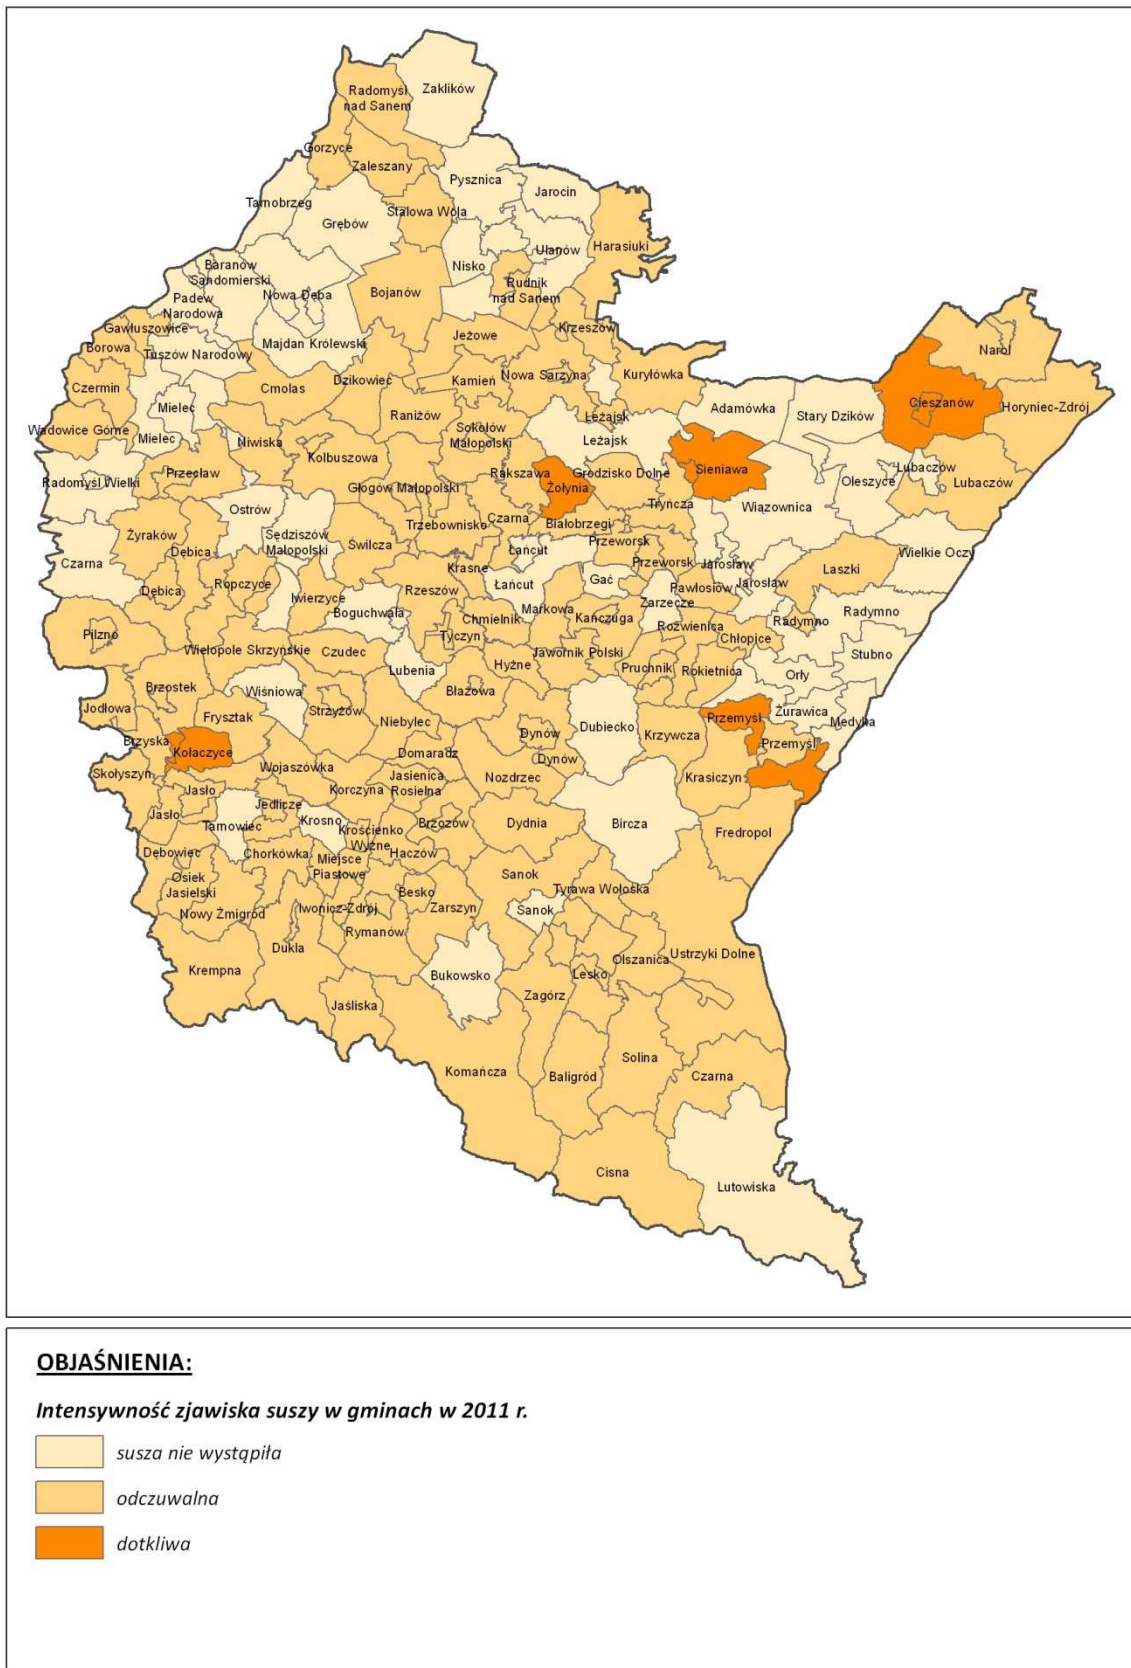 Radomyśl
nad Sanem
Zaklików
Gorzyce
Zaleszany
Pysznica
Jarocin
Tarnobrzeg
Stalowa Wola
Grębów
Ulanów
Harasiuki
Nisko
Baranów
Sandomierski
Rudnik
nad Sanem
Bojanów
Nowa Dęba
Padew
Narodowa
Gawłuszowice
Krzeszów
Jeżowe
Majdan Królewski
Borowa
Tuszów Narodowy
Narol
Kuryłówka
Nowa Sarzyna
Kamień
Dzikowiec
Cmolas
Czermin
Cieszanów
Horyniec-Zdrój
Adamówka
Stary Dzików
Mielec
Raniżów
Leżajsk
Sokołów
Małopolski
Wadowice Górne
Mielec
Niwiska
Leżajsk
Kolbuszowa
Sieniawa
Lubaczów
Przecław
Rakszawa
Grodzisko Dolne
Radomyśl Wielki
Oleszyce
Lubaczów
Żołynia
Głogów Małopolski
Tryńcza
Wiązownica
Ostrów
Czarna
Białobrzegi
Trzebownisko
Sędziszów
Małopolski
Żyraków
Dębica
Świlcza
Przeworsk
Wielkie Oczy
Łańcut
Czarna
Przeworsk
Jarosław
Krasne
Laszki
Gać
Jarosław
Łańcut
Ropczyce
Dębica
Rzeszów
Pawłosiów
Iwierzyce
Zarzecze
Markowa
Radymno
Boguchwała
Chmielnik
Kańczuga
Radymno
Rożwienica
Pilzno
Tyczyn
Chłopice
Wielopole Skrzyńskie
Czudec
Jawornik Polski
Stubno
Hyżne
Pruchnik
Rokietnica
Lubenia
Orły
Wiśniowa
Błażowa
Brzostek
Jodłowa
Strzyżów
Żurawica
Frysztak
Niebylec
Przemyśl
Medyka
Dubiecko
Dynów
Krzywcza
Brzyska
Przemyśl
Kołaczyce
Domaradz
Dynów
Wojaszówka
Skołyszyn
Jasienica
Rosielna
Nozdrzec
Krasiczyn
Jasło
Korczyna
Jedlicze
Jasło
Krosno
Brzozów
Dydnia
Bircza
Tarnowiec
Krościenko
Wyżne
Fredropol
Haczów
Dębowiec
Chorkówka
Miejsce
Piastowe
Osiek
Jasielski
Sanok
Tyrawa Wołoska
Besko
Nowy Żmigród
Iwonicz-Zdrój
Zarszyn
Sanok
Rymanów
Dukla
Ustrzyki Dolne
Olszanica
Krempna
Bukowsko
Lesko
Zagórz
Jaśliska
Solina
Komańcza
Baligród
Czarna
Cisna
Lutowiska
OBJAŚNIENIA:
Intensywność zjawiska suszy w gminach w 2011 r.
susza nie wystąpiła
odczuwalna
dotkliwa